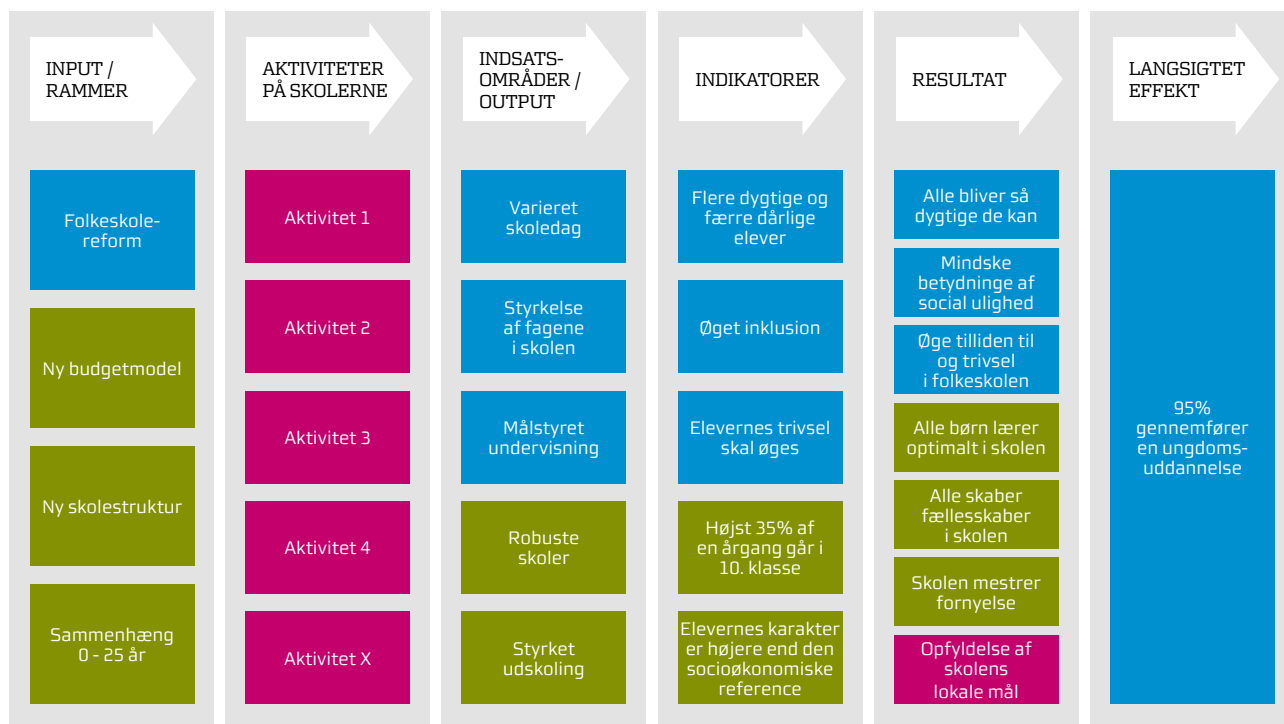 INPUT /
RAMMER
Folkeskole-
reform
Ny budgetmodel
Ny skolestruktur
Sammenhæng
0 - 25 år
AKTIVITETER
PÅ SKOLERNE
Aktivitet 1
Aktivitet 2
Aktivitet 3
Aktivitet 4
Aktivitet X
INDSATS-
OMRÅDER /
OUTPUT
Varieret
skoledag
Styrkelse
af fagene
i skolen
Målstyret
undervisning
Robuste
skoler
Styrket
udskoling
INDIKATORER
Flere dygtige og
færre dårlige
elever
Øget inklusion
Elevernes trivsel
skal øges
Højst 35% af
en årgang går i
10. klasse
Elevernes karakter
er højere end den
socioøkonomiske
reference
RESULTAT
Alle bliver så
dygtige de kan
Mindske
betydninge af
social ulighed
Øge tilliden til
og trivsel
i folkeskolen
Alle børn lærer
optimalt i skolen
Alle skaber
fællesskaber
i skolen
Skolen mestrer
fornyelse
Opfyldelse af
skolens
lokale mål
LANGSIGTET
EFFEKT
95%
gennemfører
en ungdoms-
uddannelse